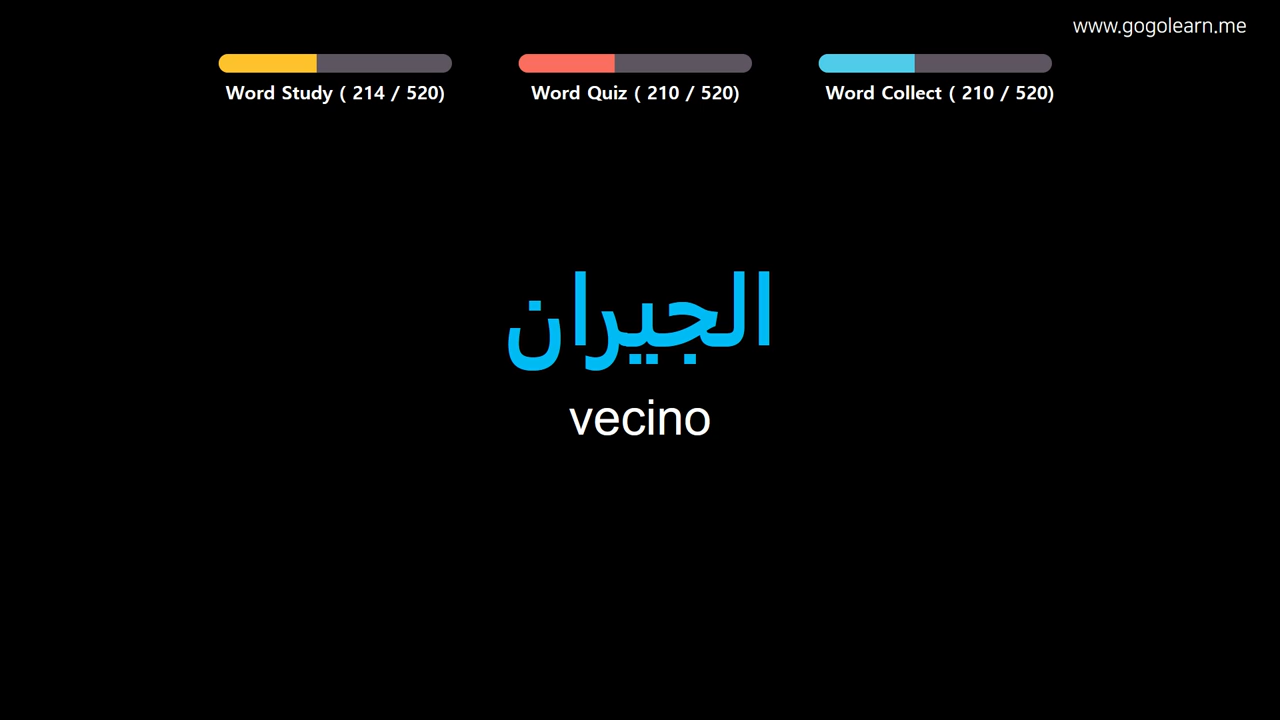 www.gogolearn.me
Word Study ( 214 / 520)
Word Quiz ( 210 / 520)
Word Collect ( 210 / 520)
الجيران
vecino